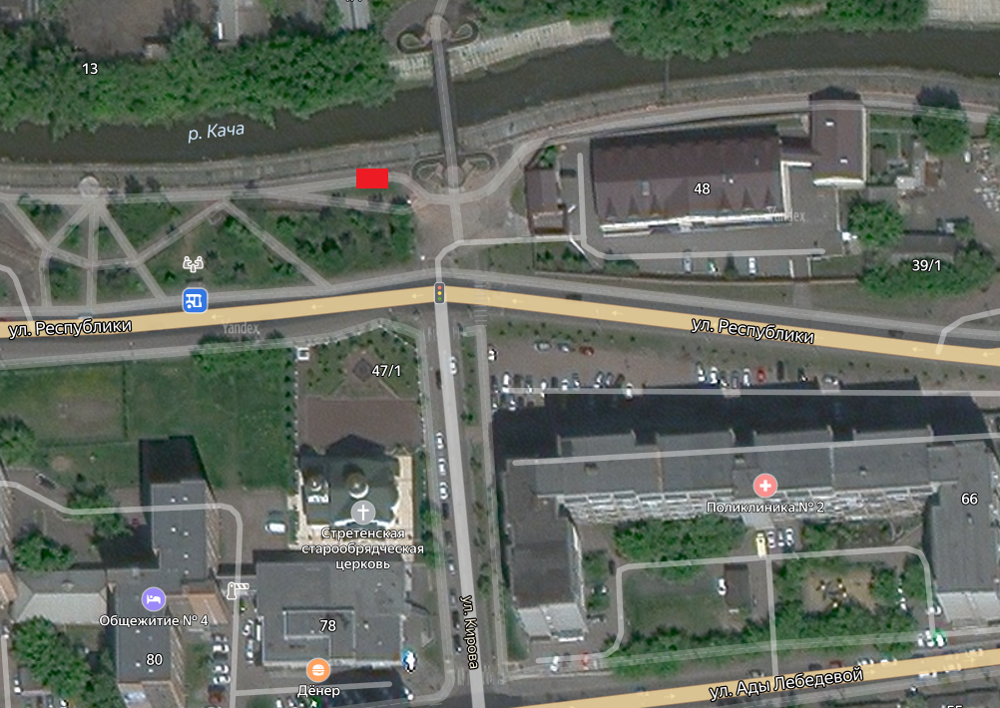 13
р. Кача
48
Yandex
39/1
ул. Республики
Yandex
ул. Республики
47/1
Поликлиника № 2
66
Стретенская
старообрядческая
церковь
ул. Кирова
Общежитие № 4
78
80
Дёнер
ул. Ады Лебедевой